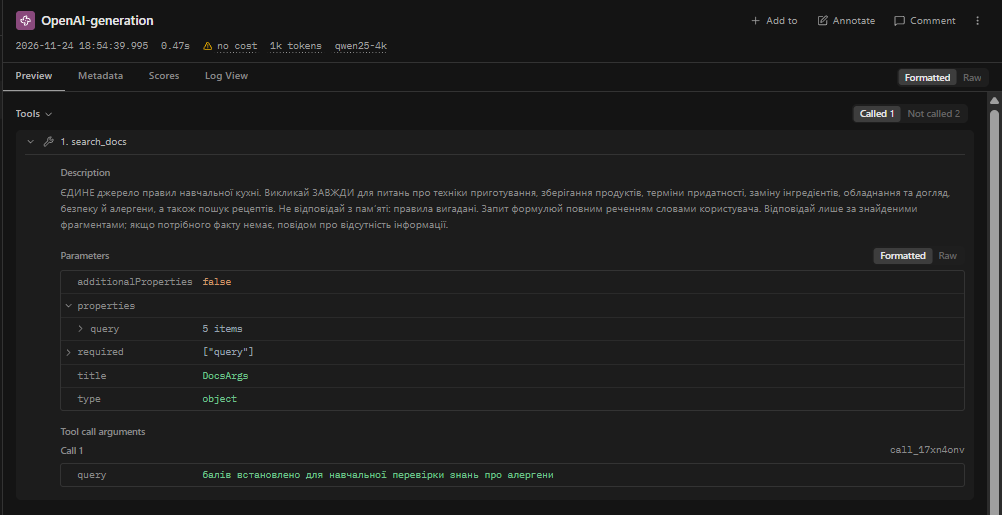 OpenAI-generation
Add to Annotate Comment
2026-11-24 18:54:39.995 0.47s no cost 1k tokens qwen25-4k
Preview Metadata Scores Log View Formatted Raw
Tools Called 1 Not called 2
1. search_docs
Description
ЄДИНЕ джерело правил навчальної кухні. Викликай ЗАВЖДИ для питань про техніки приготування, зберігання продуктів, терміни придатності, заміну інгредієнтів, обладнання та догляд,
безпеку й алергени, а також пошук рецептів. Не відповідай з пам'яті: правила вигадані. Запит формулюй повним реченням словами користувача. Відповідай лише за знайденими
фрагментами; якщо потрібного факту немає, повідом про відсутність інформації.
Parameters Formatted Raw
additionalProperties false
properties
query 5 items
required ["query"]
title DocsArgs
type object
Tool call arguments
Call 1 call_17xn4onv
query балів встановлено для навчальної перевірки знань про алергени